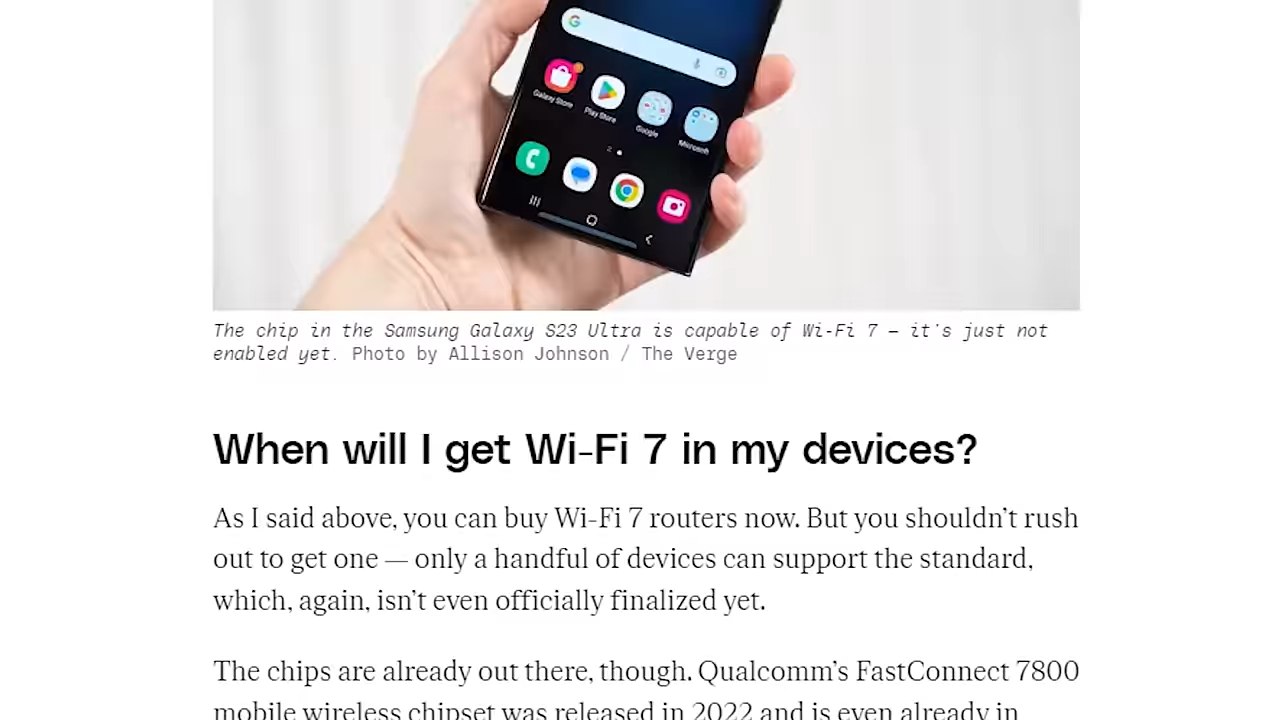 G
Galaxy Store
Play Store
Google
Microsoft
The chip in the Samsung Galaxy S23 Ultra is capable of Wi-Fi 7 — it's just not
enabled yet. Photo by Allison Johnson / The Verge
When will I get Wi-Fi 7 in my devices?
As I said above, you can buy Wi-Fi 7 routers now. But you shouldn’t rush
out to get one — only a handful of devices can support the standard,
which, again, isn’t even officially finalized yet.
The chips are already out there, though. Qualcomm’s FastConnect 7800
mobile wireless chipset was released in 2022 and is even already in